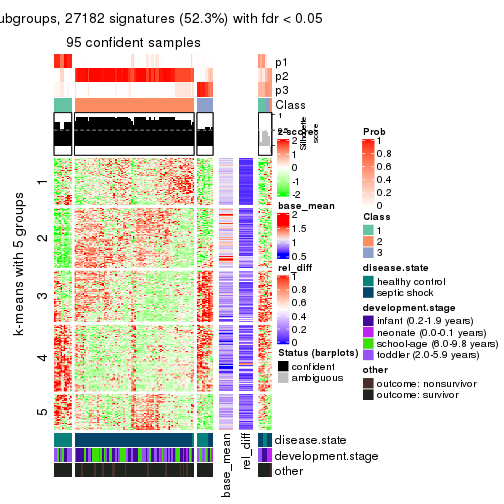 ubgroups, 27182 signatures (52.3%) with fdr < 0.05
95 confident samples
p1
p2
p3
Class
1
0.5
0
Silhouette
score
k-means with 5 groups
1
2
3
4
5
z-scores
2
1
0
-1
-2
base_mean
2
1.5
1
0.5
rel_diff
1
0.8
0.6
0.4
0.2
0
Status (barplots)
confident
ambiguous
Prob
1
0.8
0.6
0.4
0.2
0
Class
1
2
3
disease.state
healthy control
septic shock
development.stage
infant (0.2-1.9 years)
neonate (0.0-0.1 years)
school-age (6.0-9.8 years)
toddler (2.0-5.9 years)
other
outcome: nonsurvivor
outcome: survivor
disease.state
development.stage
other
base_mean
rel_diff